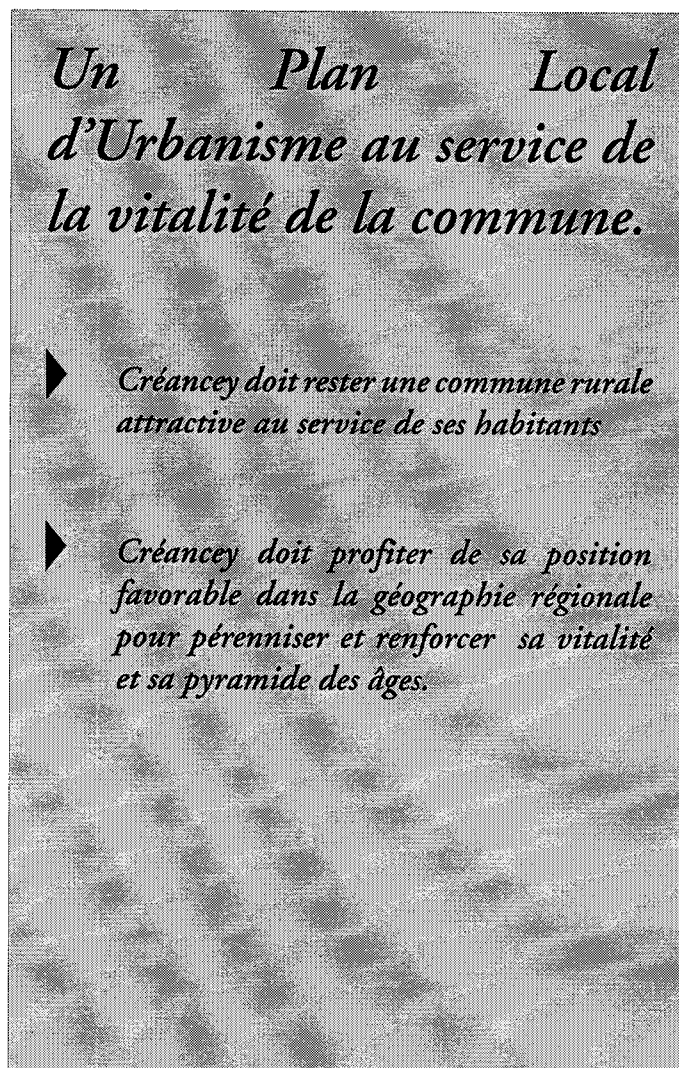 Un Plan Local
d'Urbanisme au service de
la vitalité de la commune.
Créancey doit rester une commune rurale
attractive au service de ses habitants
Créancey doit profiter de sa position
favorable dans la géographie régionale
pour pérenniser et renforcer sa vitalité
et sa pyramide des âges.